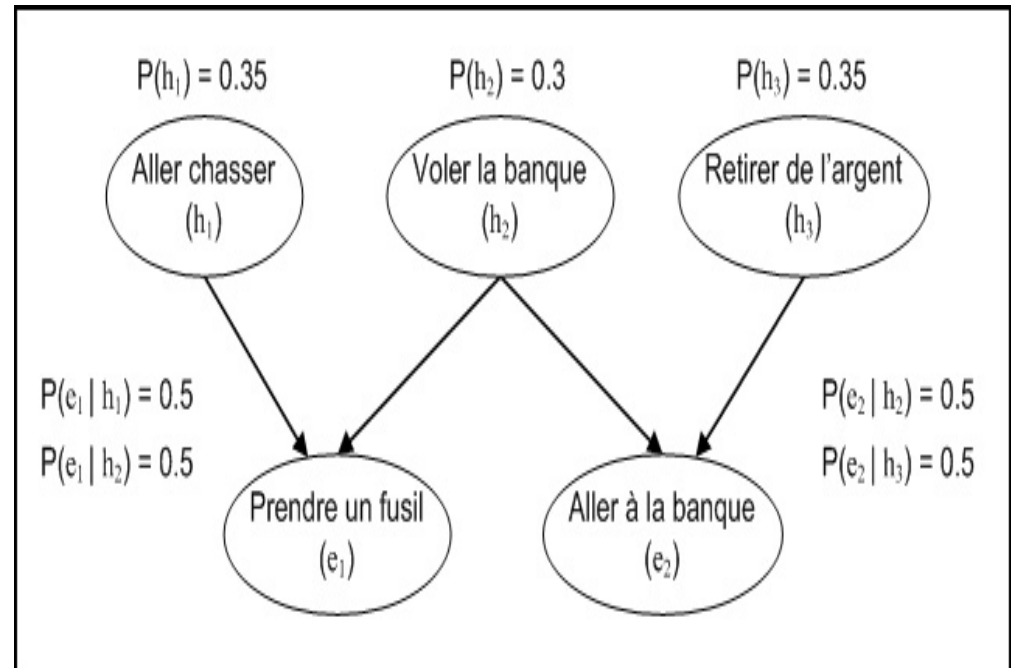 P(h₁) = 0.35
P(h₂) = 0.3
P(h₃) = 0.35
Aller chasser
(h₁)
Voler la banque
(h₂)
Retirer de l'argent
(h₃)
P(e₁ | h₁) = 0.5
P(e₁ | h₂) = 0.5
P(e₂ | h₂) = 0.5
P(e₂ | h₃) = 0.5
Prendre un fusil
(e₁)
Aller à la banque
(e₂)